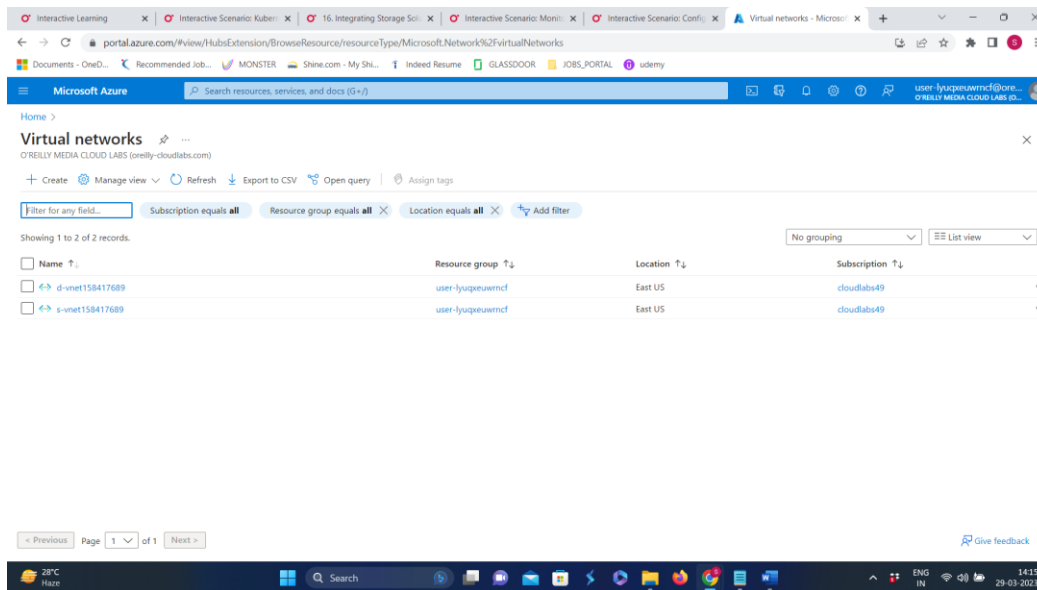 Interactive Learning Interactive Scenario: Kubern 16. Integrating Storage Sol Interactive Scenario: Monito Interactive Scenario: Config Virtual networks - Microsof
portal.azure.com/#view/HubsExtension/BrowseResource/resourceType/Microsoft.Network%2FvirtualNetworks
Documents - OneD... Recommended Job... MONSTER Shine.com - My Shi... Indeed Resume GLASSDOOR JOBS_PORTAL udemy
Microsoft Azure Search resources, services, and docs (G+/) user-lyuqxeuwrncf@ore...
O'REILLY MEDIA CLOUD LABS (O...
Home >
Virtual networks ...
O'REILLY MEDIA CLOUD LABS (oreilly-cloudlabs.com)
+ Create Manage view Refresh Export to CSV Open query Assign tags
Filter for any field... Subscription equals all Resource group equals all Location equals all Add filter
Showing 1 to 2 of 2 records. No grouping List view
Name Resource group Location Subscription
d-vnet158417689 user-lyuqxeuwrncf East US cloudlabs49
s-vnet158417689 user-lyuqxeuwrncf East US cloudlabs49
< Previous Page 1 of 1 Next > Give feedback
28°C Search ENG 14:15
Haze IN 29-03-2023